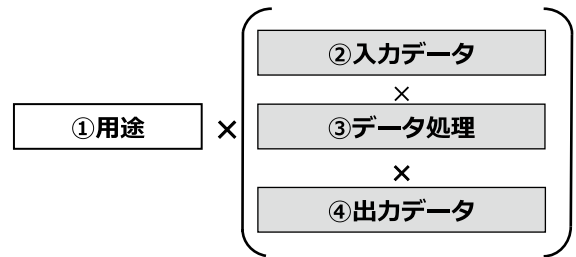 ②入力データ
×
①用途 × ③データ処理
×
④出力データ